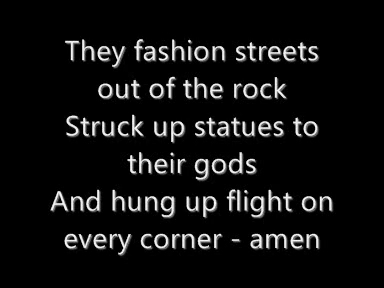 They fashion streets
out of the rock
Struck up statues to
their gods
And hung up flight on
every corner - amen